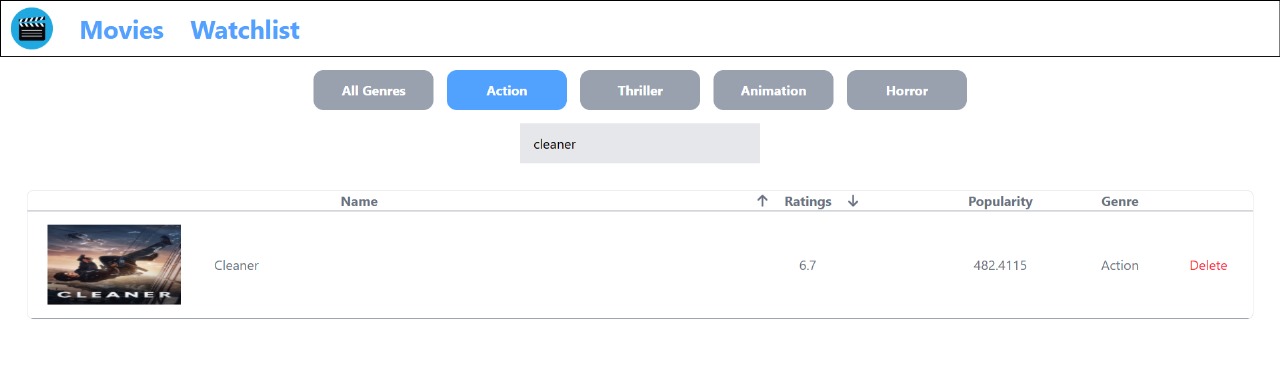 Movies Watchlist
All Genres Action Thriller Animation Horror
cleaner
Name ↑ Ratings ↓ Popularity Genre
CLEANER Cleaner 6.7 482.4115 Action Delete